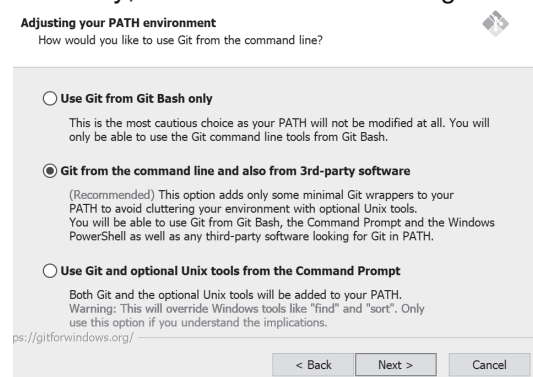 Adjusting your PATH environment
How would you like to use Git from the command line?
Use Git from Git Bash only
This is the most cautious choice as your PATH will not be modified at all. You will
only be able to use the Git command line tools from Git Bash.
Git from the command line and also from 3rd-party software
(Recommended) This option adds only some minimal Git wrappers to your
PATH to avoid cluttering your environment with optional Unix tools.
You will be able to use Git from Git Bash, the Command Prompt and the Windows
PowerShell as well as any third-party software looking for Git in PATH.
Use Git and optional Unix tools from the Command Prompt
Both Git and the optional Unix tools will be added to your PATH.
Warning: This will override Windows tools like "find" and "sort". Only
use this option if you understand the implications.
ps://gitforwindows.org/
< Back Next > Cancel